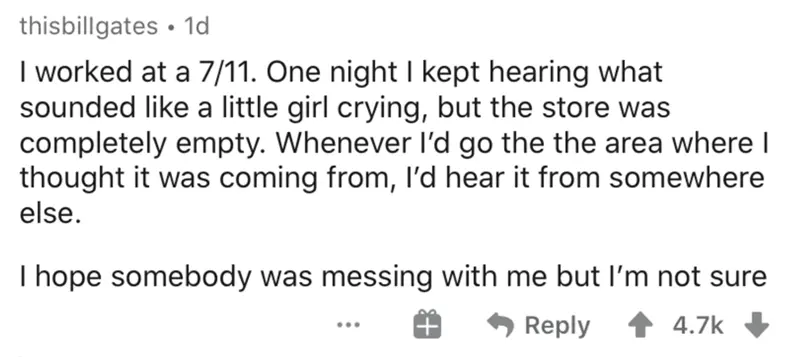 thisbillgates • 1d
I worked at a 7/11. One night I kept hearing what
sounded like a little girl crying, but the store was
completely empty. Whenever I'd go the the area where I
thought it was coming from, I'd hear it from somewhere
else.
I hope somebody was messing with me but I'm not sure
... Reply 4.7k